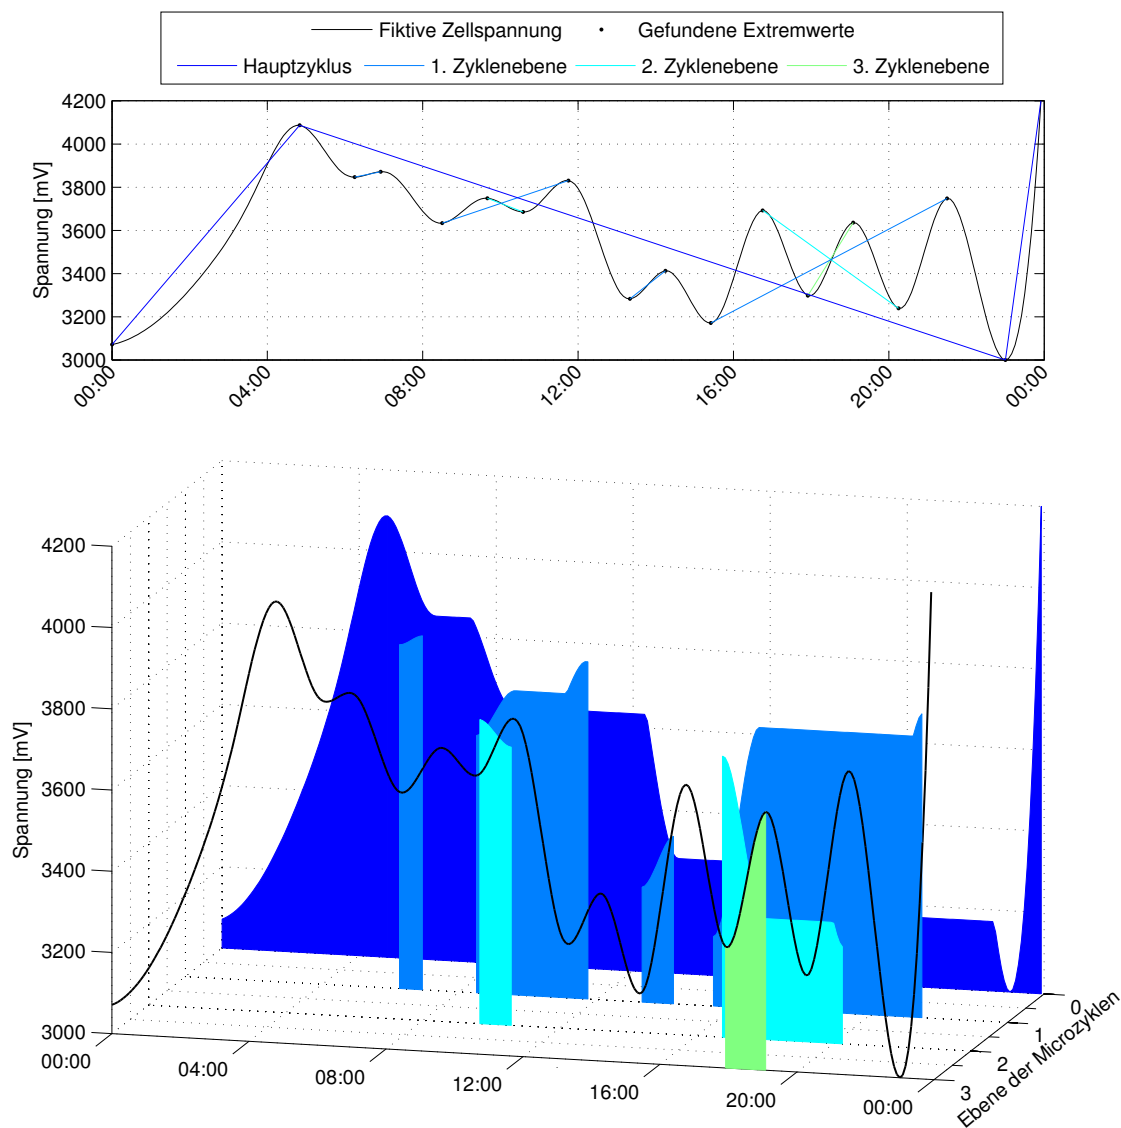 Fiktive Zellspannung Gefundene Extremwerte
Hauptzyklus 1. Zyklenebene 2. Zyklenebene 3. Zyklenebene
Spannung [mV]
4200
4000
3800
3600
3400
3200
3000
00:00 04:00 08:00 12:00 16:00 20:00 00:00
Spannung [mV]
4200
4000
3800
3600
3400
3200
3000
00:00 04:00 08:00 12:00 16:00 20:00 00:00
0
1
2
3
Ebene der Microzyklen